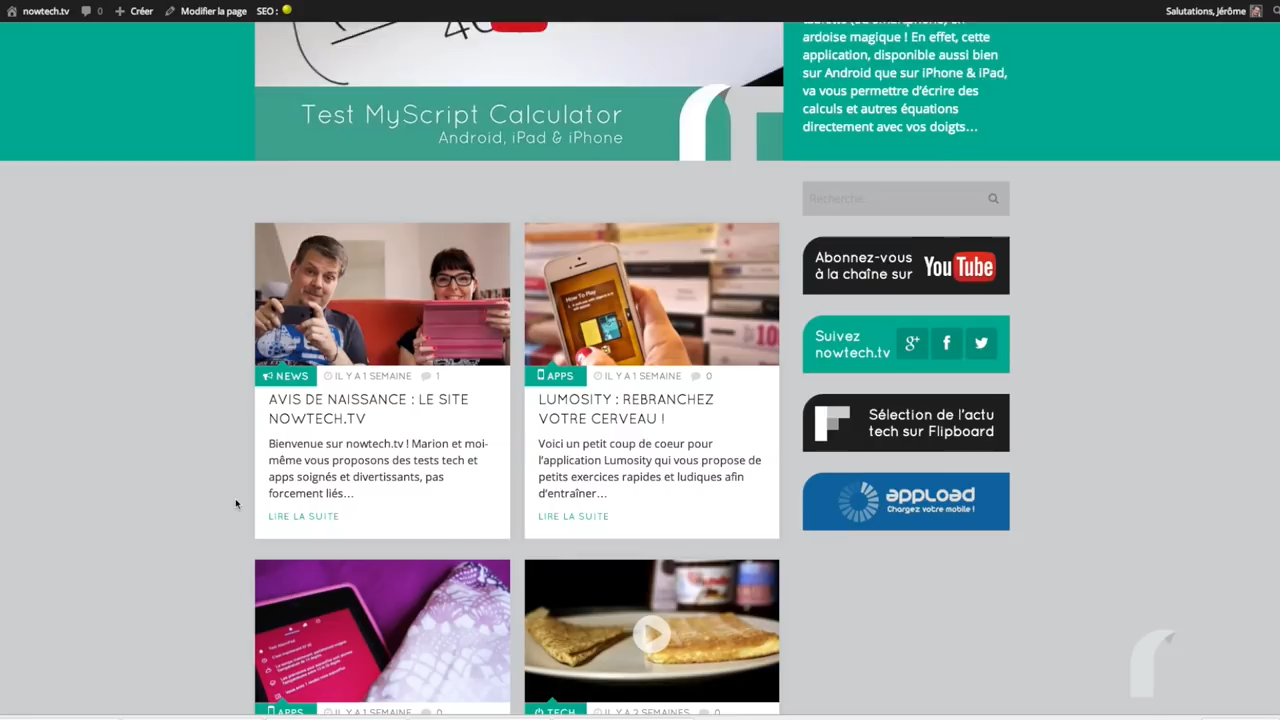 nowtech.tv 0 Créer Modifier la page SEO : Salutations, Jérôme
ardoise magique ! En effet, cette
application, disponible aussi bien
sur Android que sur iPhone & iPad,
va vous permettre d'écrire des
calculs et autres équations
directement avec vos doigts…
Test MyScript Calculator
Android, iPad & iPhone
Recherche...
Abonnez-vous
à la chaîne sur
YouTube
Suivez
nowtech.tv
g+ f
Sélection de l'actu
tech sur Flipboard
appload
Chargez votre mobile !
NEWS IL Y A 1 SEMAINE 1
AVIS DE NAISSANCE : LE SITE
NOWTECH.TV
Bienvenue sur nowtech.tv ! Marion et moi-
même vous proposons des tests tech et
apps soignés et divertissants, pas
forcement liés…
LIRE LA SUITE
How To Play
APPS IL Y A 1 SEMAINE 0
LUMOSITY : REBRANCHEZ
VOTRE CERVEAU !
Voici un petit coup de coeur pour
l'application Lumosity qui vous propose de
petits exercices rapides et ludiques afin
d'entraîner…
LIRE LA SUITE
APPS IL Y A 1 SEMAINE 0
TECH IL Y A 2 SEMAINES 0